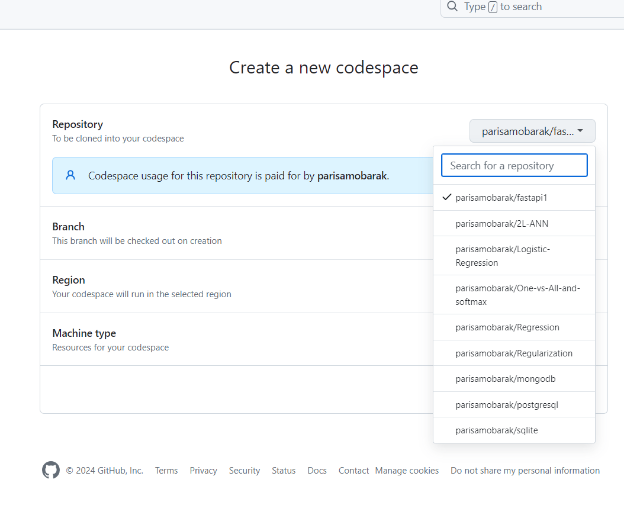 Type / to search
Create a new codespace
Repository
To be cloned into your codespace
parisamobarak/fas...
Codespace usage for this repository is paid for by parisamobarak.
Search for a repository
parisamobarak/fastapi1
parisamobarak/2L-ANN
parisamobarak/Logistic-
Regression
parisamobarak/One-vs-All-and-
softmax
parisamobarak/Regression
parisamobarak/Regularization
parisamobarak/mongodb
parisamobarak/postgresql
parisamobarak/sqlite
Branch
This branch will be checked out on creation
Region
Your codespace will run in the selected region
Machine type
Resources for your codespace
© 2024 GitHub, Inc. Terms Privacy Security Status Docs Contact Manage cookies Do not share my personal information